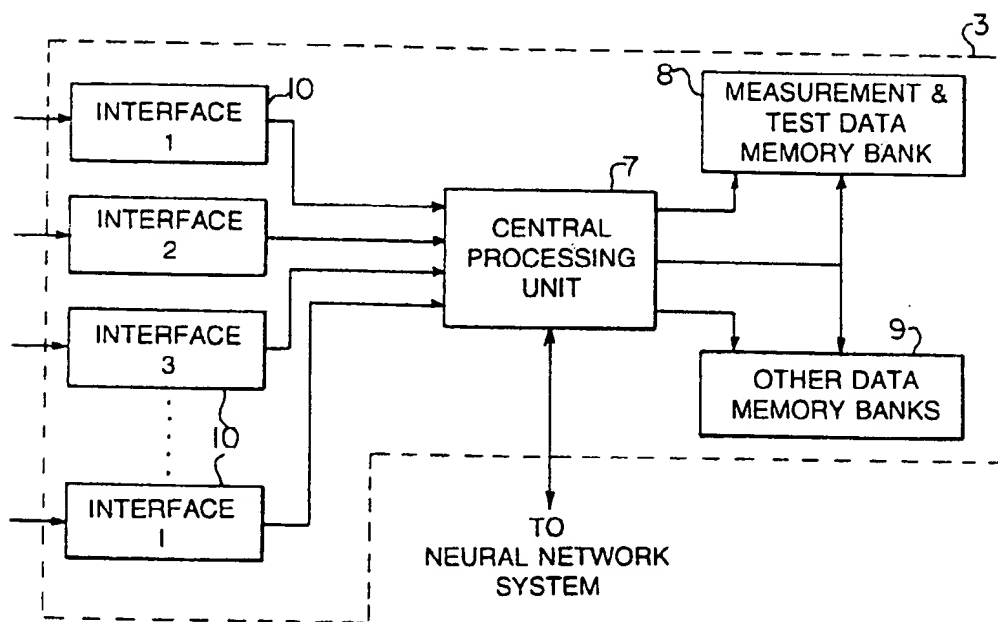 3
10
INTERFACE
1
INTERFACE
2
INTERFACE
3
10
10
INTERFACE
I
7
CENTRAL
PROCESSING
UNIT
8
MEASUREMENT &
TEST DATA
MEMORY BANK
9
OTHER DATA
MEMORY BANKS
TO
NEURAL NETWORK
SYSTEM